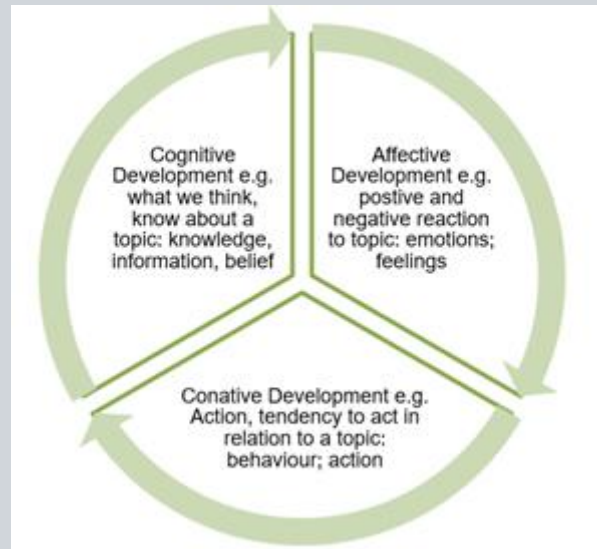 Cognitive
Development e.g.
what we think,
know about a
topic: knowledge,
information, belief
Affective
Development e.g.
postive and
negative reaction
to topic: emotions;
feelings
Conative Development e.g.
Action, tendency to act in
relation to a topic:
behaviour; action